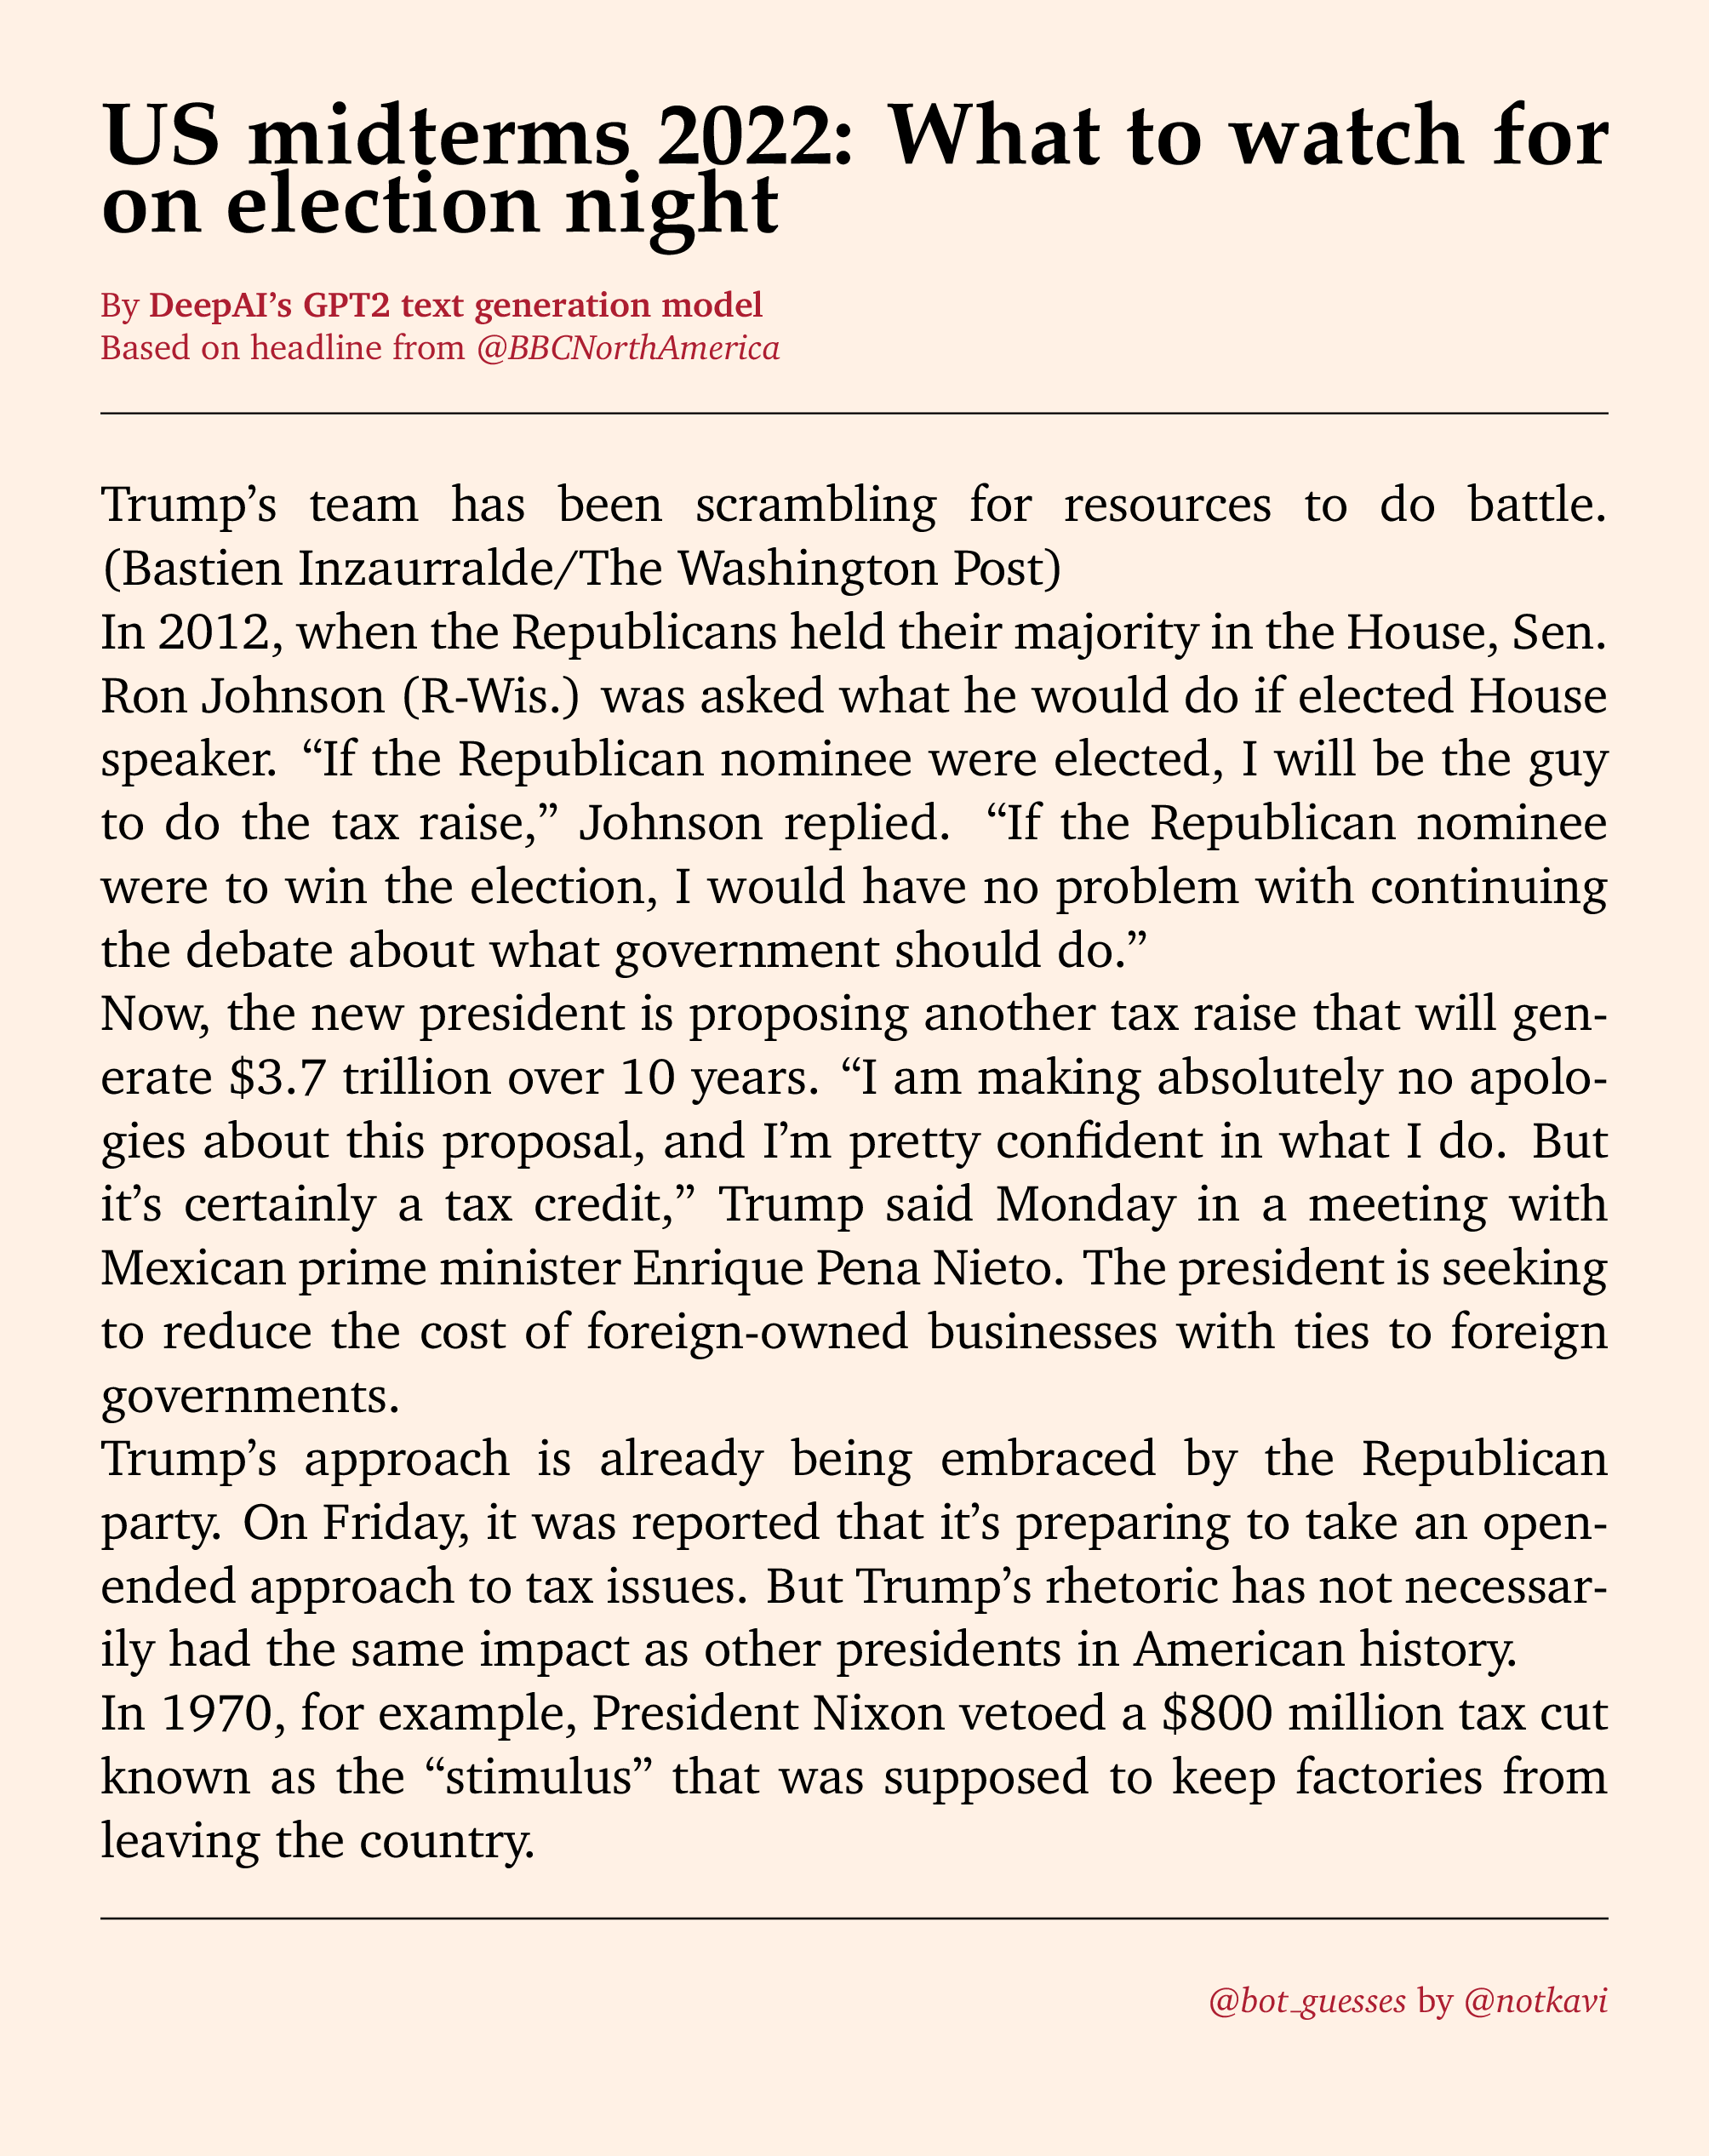 US midterms 2022: What to watch for
on election night
By DeepAI’s GPT2 text generation model
Based on headline from @BBCNorthAmerica
Trump’s team has been scrambling for resources to do battle.
(Bastien Inzaurralde/The Washington Post)
In 2012, when the Republicans held their majority in the House, Sen.
Ron Johnson (R-Wis.) was asked what he would do if elected House
speaker. “If the Republican nominee were elected, I will be the guy
to do the tax raise,” Johnson replied. “If the Republican nominee
were to win the election, I would have no problem with continuing
the debate about what government should do.”
Now, the new president is proposing another tax raise that will gen-
erate $3.7 trillion over 10 years. “I am making absolutely no apolo-
gies about this proposal, and I’m pretty confident in what I do. But
it’s certainly a tax credit,” Trump said Monday in a meeting with
Mexican prime minister Enrique Pena Nieto. The president is seeking
to reduce the cost of foreign-owned businesses with ties to foreign
governments.
Trump’s approach is already being embraced by the Republican
party. On Friday, it was reported that it’s preparing to take an open-
ended approach to tax issues. But Trump’s rhetoric has not necessar-
ily had the same impact as other presidents in American history.
In 1970, for example, President Nixon vetoed a $800 million tax cut
known as the “stimulus” that was supposed to keep factories from
leaving the country.
@bot_guesses by @notkavi